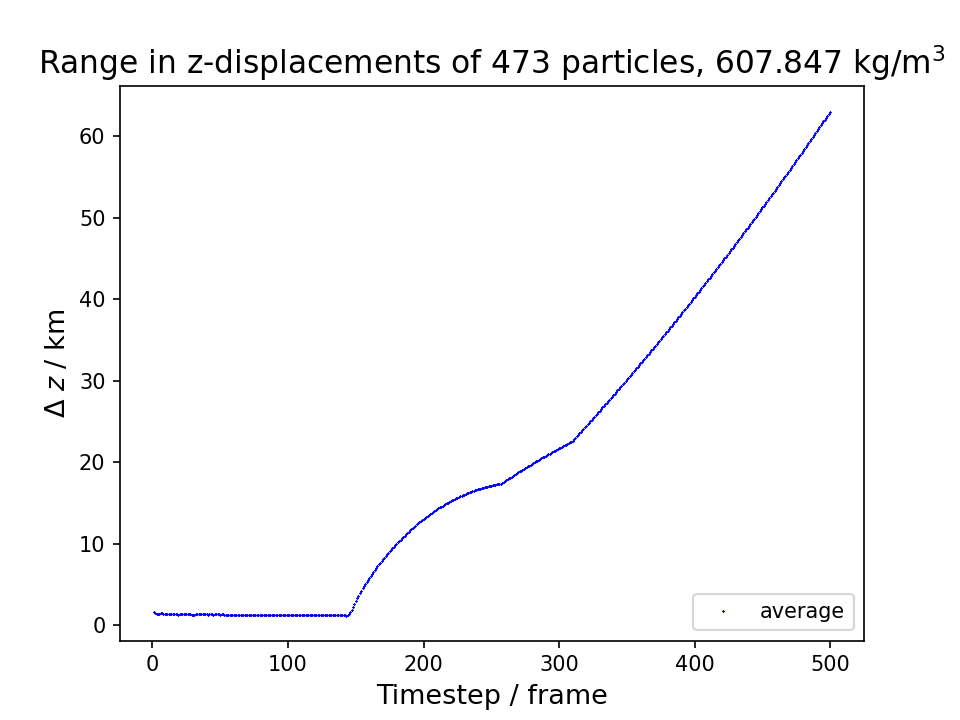 Range in z-displacements of 473 particles, 607.847 kg/m³
60
50
40
30
20
10
0
Δ z / km
average
0 100 200 300 400 500
Timestep / frame